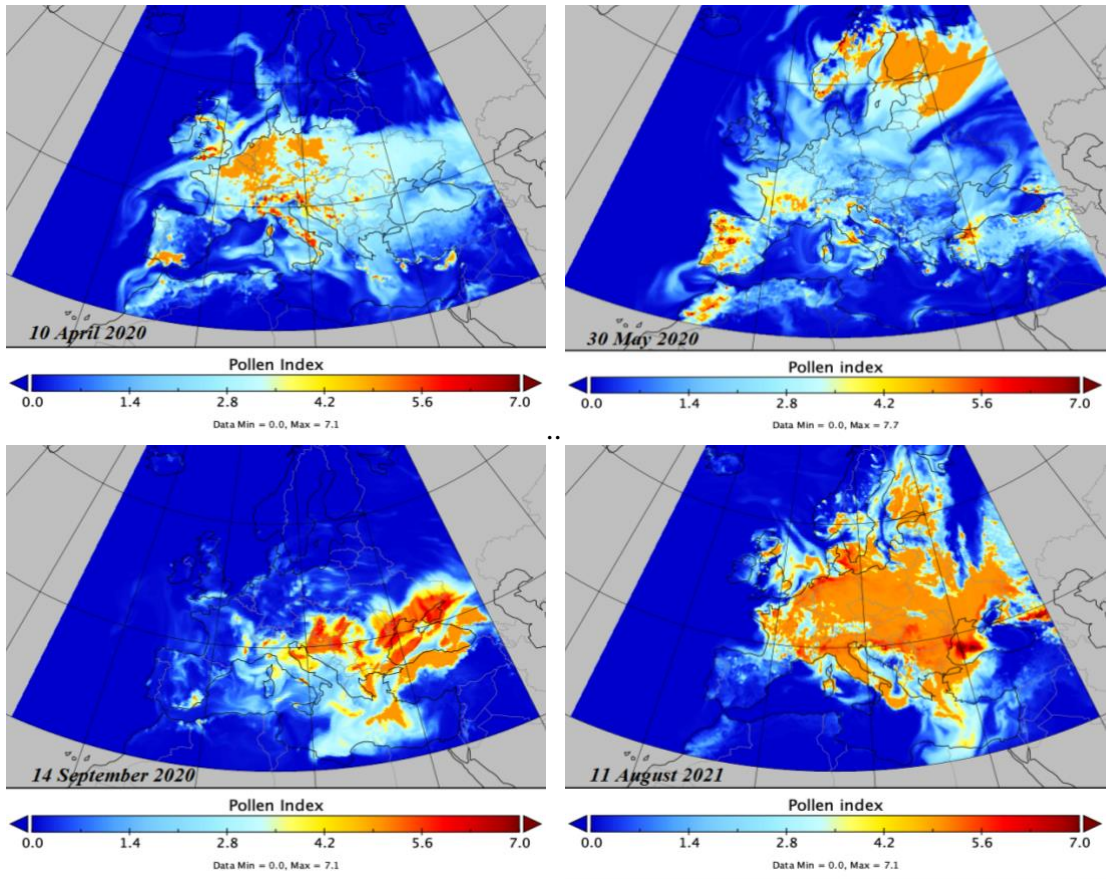 10 April 2020
Pollen Index
0.0 1.4 2.8 4.2 5.6 7.0
Data Min = 0.0, Max = 7.1
30 May 2020
Pollen index
0.0 1.4 2.8 4.2 5.6 7.0
Data Min = 0.0, Max = 7.7
..
14 September 2020
Pollen Index
0.0 1.4 2.8 4.2 5.6 7.0
Data Min = 0.0, Max = 7.1
11 August 2021
Pollen index
0.0 1.4 2.8 4.2 5.6 7.0
Data Min = 0.0, Max = 7.1